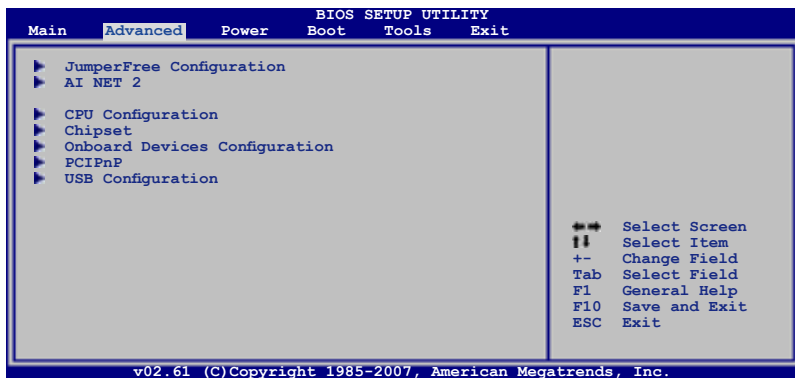 BIOS SETUP UTILITY
Main Advanced Power Boot Tools Exit
JumperFree Configuration
AI NET 2
CPU Configuration
Chipset
Onboard Devices Configuration
PCIPnP
USB Configuration
←→ Select Screen
↑↓ Select Item
+- Change Field
Tab Select Field
F1 General Help
F10 Save and Exit
ESC Exit
v02.61 (C)Copyright 1985-2007, American Megatrends, Inc.